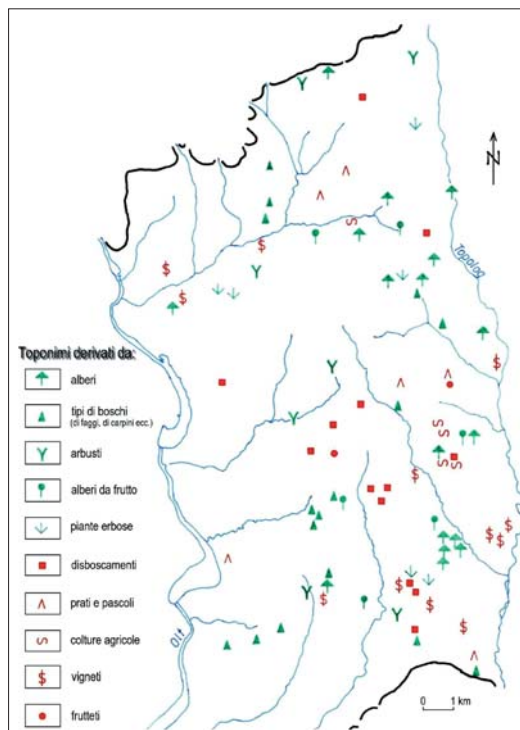 N
Topolog
Toponimi derivati da:
alberi
tipi di boschi
(di faggi, di carpini ecc.)
arbusti
alberi da frutto
piante erbose
disboscamenti
prati e pascoli
colture agricole
vigneti
frutteti
Olt
0 1 km